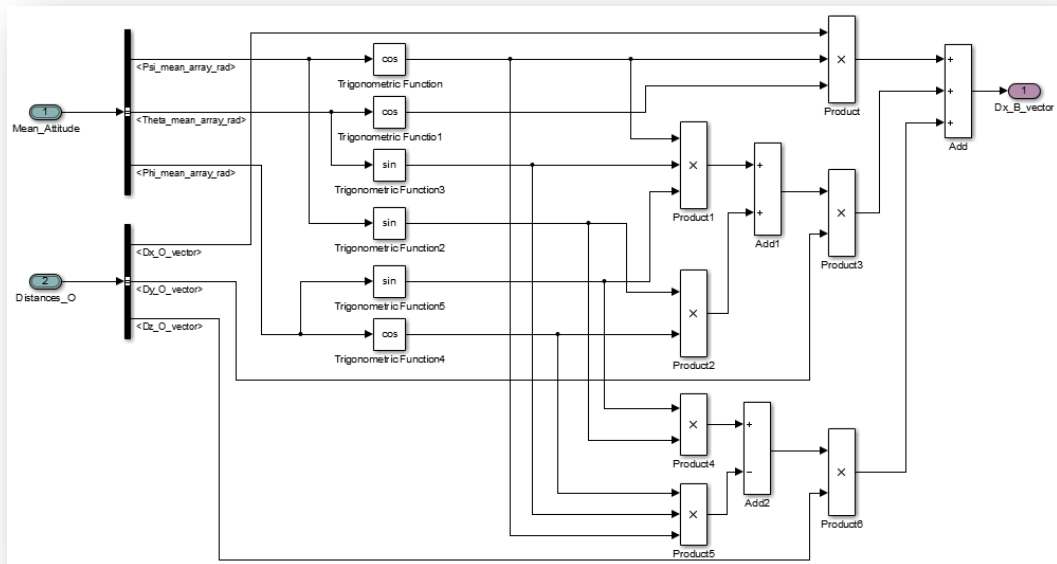 Product
<Psi_mean_array_rad>
cos
Trigonometric Function
×
+
+
+
Add
1
Dx_B_vector
1
Mean_Attitude
<Theta_mean_array_rad>
cos
Trigonometric Functio1
Product
Product1
<Phi_mean_array_rad>
sin
Trigonometric Function3
×
+
+
Add1
sin
Trigonometric Function2
×
Product3
<Dx_O_vector>
2
Distances_O
<Dy_O_vector>
sin
Trigonometric Function5
<Dz_O_vector>
cos
Trigonometric Function4
×
Product2
×
Product4
+
−
Add2
×
Product6
×
Product5